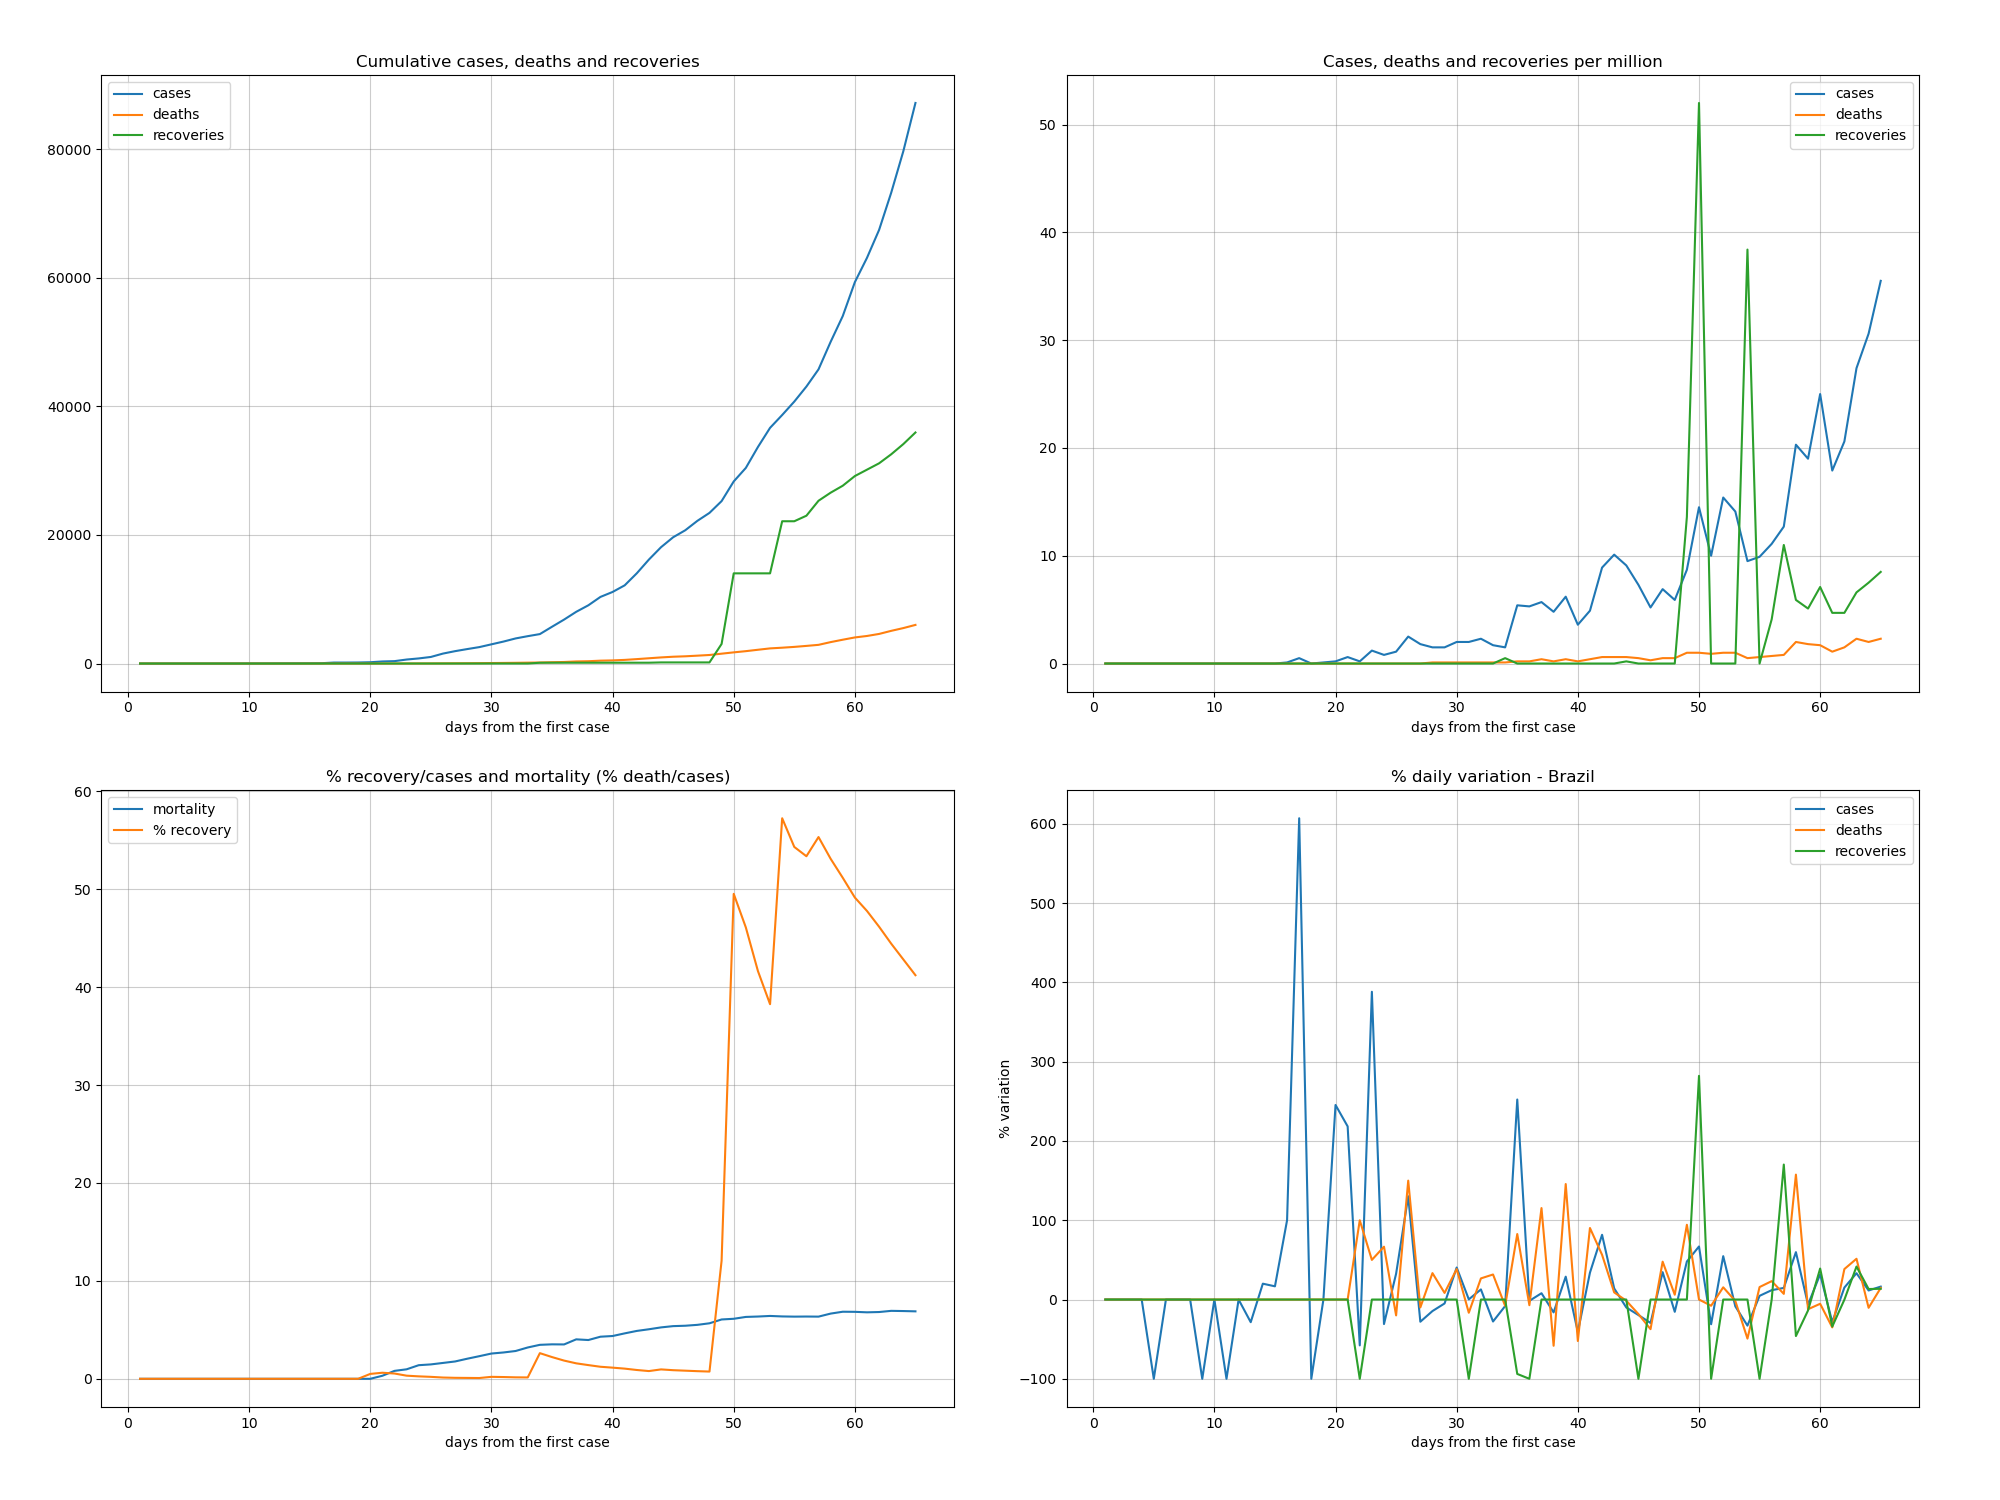 Cumulative cases, deaths and recoveries
cases
deaths
recoveries
80000
60000
40000
20000
0
0 10 20 30 40 50 60
days from the first case
Cases, deaths and recoveries per million
cases
deaths
recoveries
50
40
30
20
10
0
0 10 20 30 40 50 60
days from the first case
% recovery/cases and mortality (% death/cases)
mortality
% recovery
60
50
40
30
20
10
0
0 10 20 30 40 50 60
days from the first case
% daily variation - Brazil
cases
deaths
recoveries
% variation
600
500
400
300
200
100
0
−100
0 10 20 30 40 50 60
days from the first case